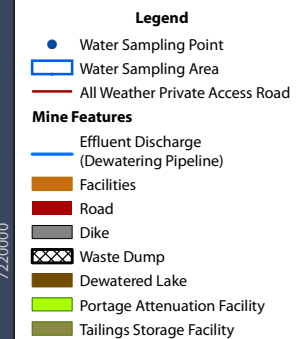 Legend
Water Sampling Point
Water Sampling Area
All Weather Private Access Road
Mine Features
Effluent Discharge
(Dewatering Pipeline)
Facilities
Road
Dike
Waste Dump
Dewatered Lake
Portage Attenuation Facility
Tailings Storage Facility
7220000